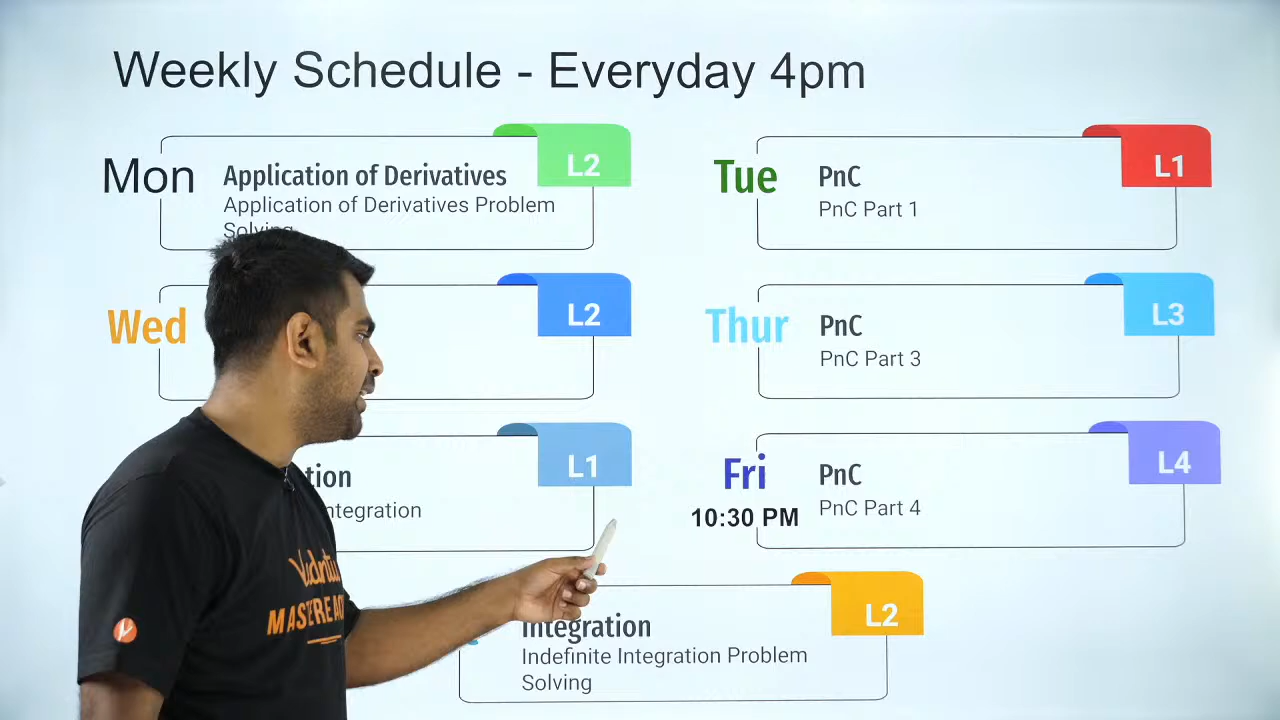 Weekly Schedule - Everyday 4pm
Mon
Application of Derivatives
Application of Derivatives Problem
Solving
L2
Tue
PnC
PnC Part 1
L1
Wed
L2
Thur
PnC
PnC Part 3
L3
tion
ntegration
L1
Fri
10:30 PM
PnC
PnC Part 4
L4
Integration
Indefinite Integration Problem
Solving
L2
Vedantu